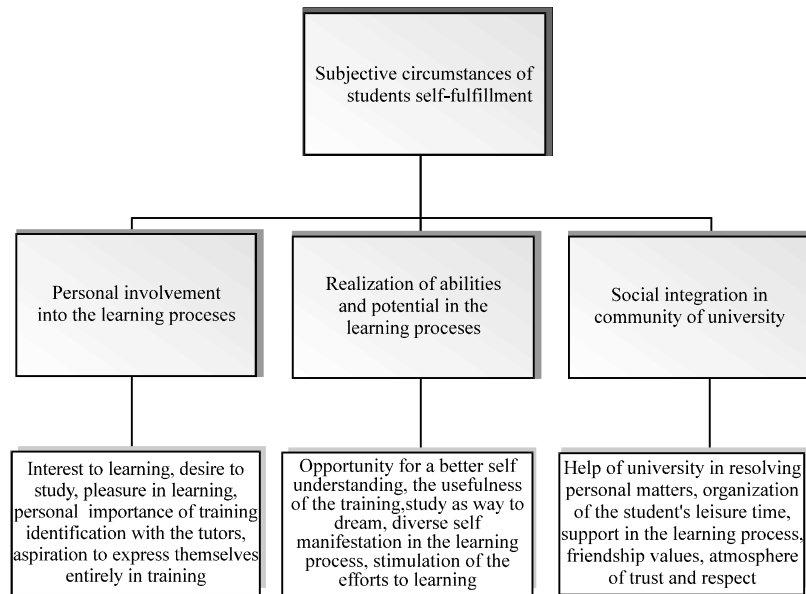 Subjective circumstances of
students self-fulfillment
Personal involvement
into the learning proceses
Realization of abilities
and potential in the
learning proceses
Social integration in
community of university
Interest to learning, desire to
study, pleasure in learning,
personal importance of training
identification with the tutors,
aspiration to express themselves
entirely in training
Opportunity for a better self
understanding, the usefulness
of the training,study as way to
dream, diverse self
manifestation in the learning
process, stimulation of the
efforts to learning
Help of university in resolving
personal matters, organization
of the student's leisure time,
support in the learning process,
friendship values, atmosphere
of trust and respect